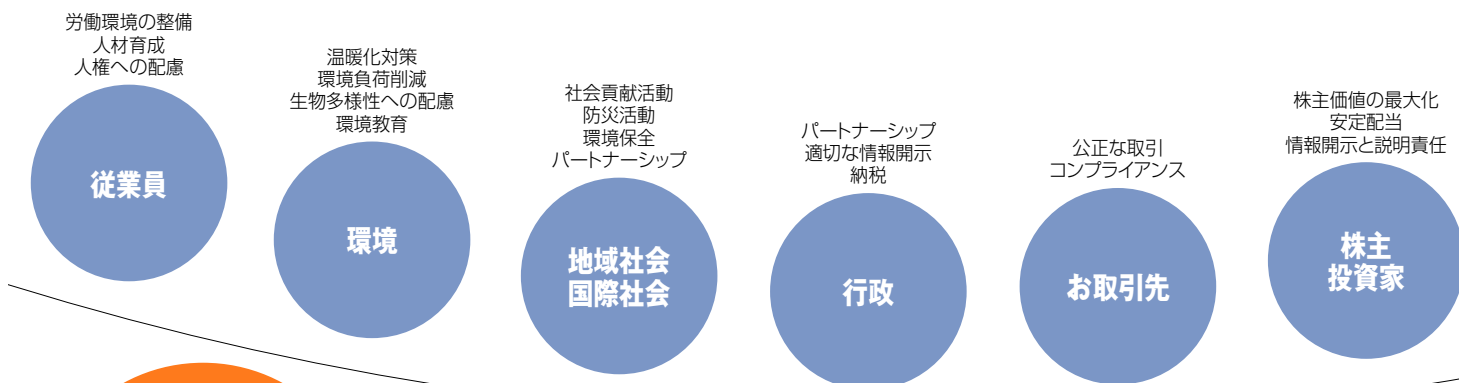 労働環境の整備
人材育成
人権への配慮
従業員
温暖化対策
環境負荷削減
生物多様性への配慮
環境教育
環境
社会貢献活動
防災活動
環境保全
パートナーシップ
地域社会
国際社会
パートナーシップ
適切な情報開示
納税
行政
公正な取引
コンプライアンス
お取引先
株主価値の最大化
安定配当
情報開示と説明責任
株主
投資家